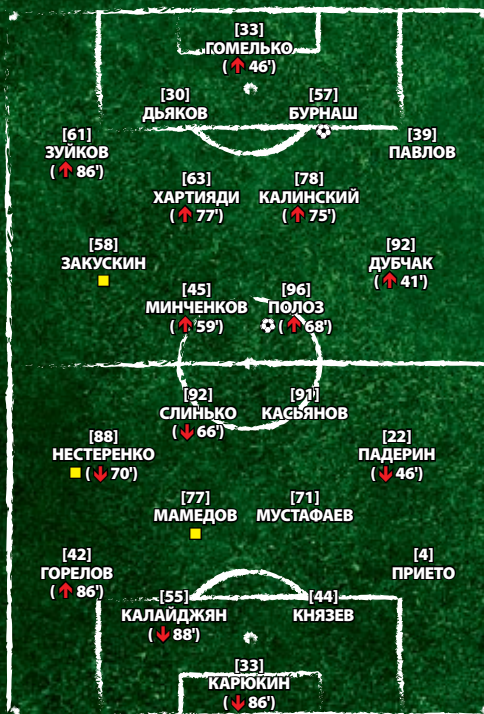 [33]
ГОМЕЛЬКО
(↑ 46')
[30]
ДЬЯКОВ
[57]
БУРНАШ
[61]
ЗУЙКОВ
(↑ 86')
[39]
ПАВЛОВ
[63]
ХАРТИЯДИ
(↑ 77')
[78]
КАЛИНСКИЙ
(↑ 75')
[58]
ЗАКУСКИН
[92]
ДУБЧАК
(↑ 41')
[45]
МИНЧЕНКОВ
(↑ 59')
[96]
ПОЛОЗ
(↑ 68')
[92]
СЛИНЬКО
(↓ 66')
[91]
КАСЬЯНОВ
[88]
НЕСТЕРЕНКО
(↓ 70')
[22]
ПАДЕРИН
(↓ 46')
[77]
МАМЕДОВ
[71]
МУСТАФАЕВ
[42]
ГОРЕЛОВ
(↑ 86')
[4]
ПРИЕТО
[55]
КАЛАЙДЖЯН
(↓ 88')
[44]
КНЯЗЕВ
[33]
КАРЮКИН
(↓ 86')